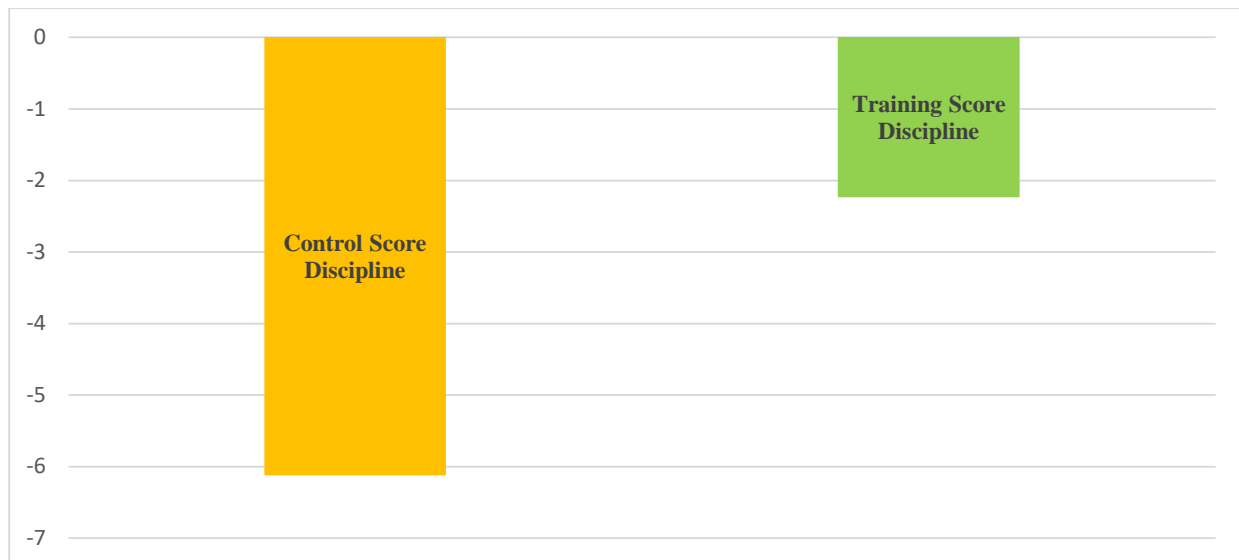 0
-1
Training Score
Discipline
-2
-3
Control Score
Discipline
-4
-5
-6
-7